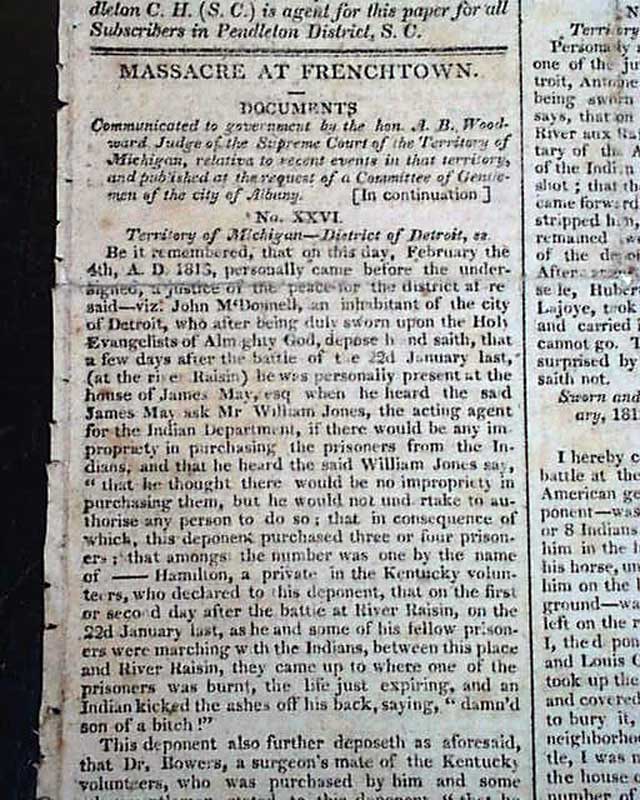 dleton C. H. (S. C.) is agent for this paper for all
Subscribers in Pendleton District, S. C.
MASSACRE AT FRENCHTOWN.
DOCUMENTS
Communicated to government by the hon. A. B. Wood-
ward Judge of the Supreme Court of the Territory of
Michigan, relative to recent events in that territory,
and published at the request of a Committee of Gentle-
men of the city of Albany. [In continuation]
No. XXVI.
Territory of Michigan—District of Detroit, ss.
Be it remembered, that on this day, February the
4th, A. D. 1813, personally came before the under-
signed, a justice of the peace for the district afore
said—viz. John M'Donnell, an inhabitant of the city
of Detroit, who after being duly sworn upon the Holy
Evangelists of Almghty God, depose h nd saith, that
a few days after the battle of t e 22d January last,
(at the river Raisin) he was personally present at the
house of James May, esq when he heard the said
James May ask Mr William Jones, the acting agent
for the Indian Department, if there would be any im-
propriety in purchasing the prisoners from the In-
dians, and that he heard the said William Jones say,
" that he thought there would be no impropriety in
purchasing them, but he would not und rtake to au-
thorise any person to do so ; that in consequence of
which, this deponent purchased three or four prison-
ers ; that amongst the number was one by the name
of —— Hamilton, a private in the Kentucky volun-
teers, who declared to this deponent, that on the first
or second day after the battle at River Raisin, on the
22d January last, as he and some of his fellow prison-
ers were marching with the Indians, between this place
and River Raisin, they came up to where one of the
prisoners was burnt, the life just expiring, and an
Indian kicked the ashes off his back, saying, " damn'd
son of a bitch !"
This deponent also further deposeth as aforesaid,
that Dr. Bowers, a surgeon's mate of the Kentucky
volunteers, who was purchased by him and some
N
Territory
Personally
one of the ju
troit, Antoine
being sworn
says, that on
River aux Ra
tary of the A
of the Indian
shot ; that th
came forward
stripped him,
remained
of the de
After
se le, Huber
Lajoye, took
and carried
cannot go. T
surprised by
saith not.
Sworn and
ary, 181
I hereby c
battle at the
American ge
ponent—was
or 8 Indians
him in the
his horse, un
him on the
ground—wa
left on the r
I, the d pon
and Louis C
took up the
and covered
to bury it,
neighborhoo
tle, I was n
the house
number of